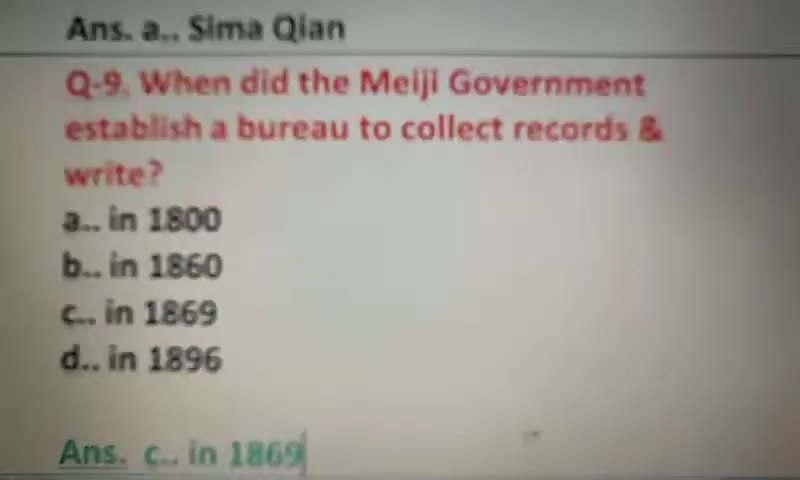 Ans. a.. Sima Qian
Q-9. When did the Meiji Government
establish a bureau to collect records &
write?
a.. in 1800
b.. in 1860
c.. in 1869
d.. in 1896
Ans. c.. in 1869